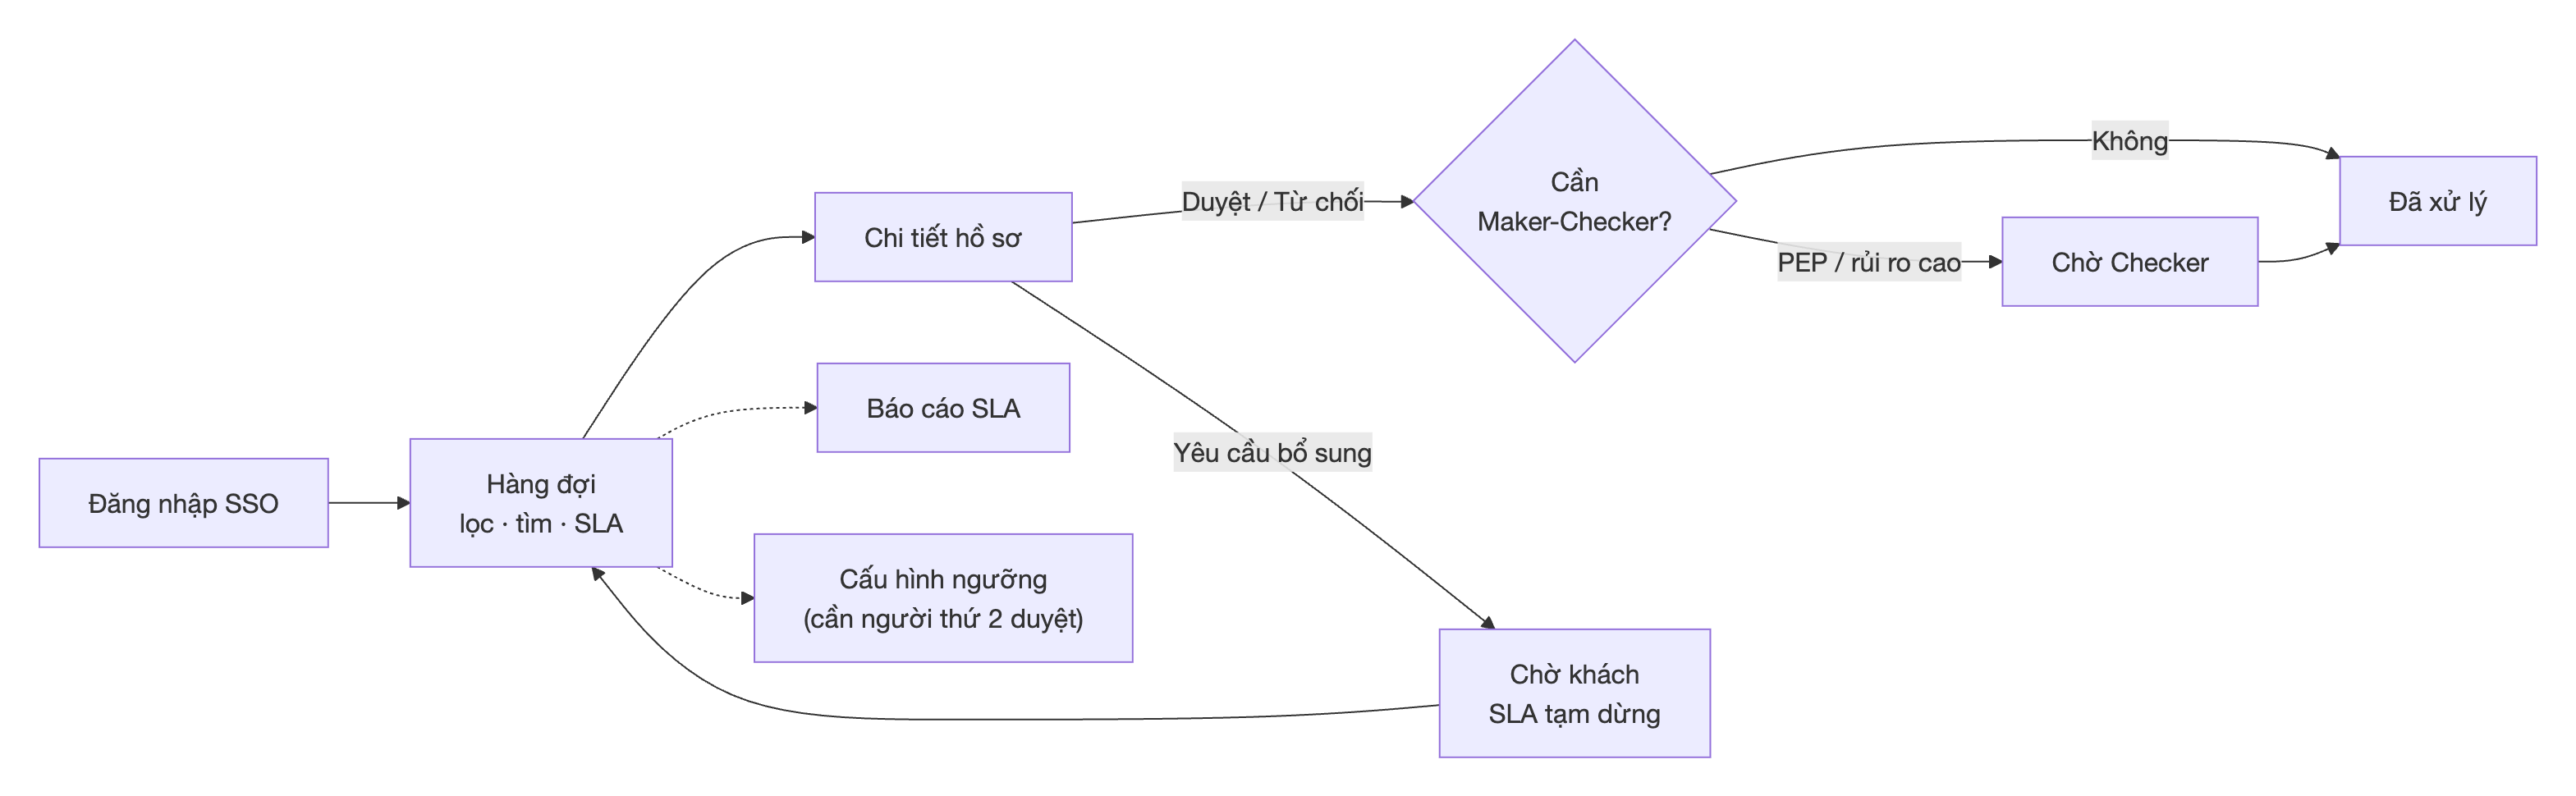 Đăng nhập SSO
Hàng đợi
lọc · tìm · SLA
Chi tiết hồ sơ
Báo cáo SLA
Cấu hình ngưỡng
(cần người thứ 2 duyệt)
Duyệt / Từ chối
Yêu cầu bổ sung
Cần
Maker-Checker?
Chờ khách
SLA tạm dừng
Không
PEP / rủi ro cao
Chờ Checker
Đã xử lý